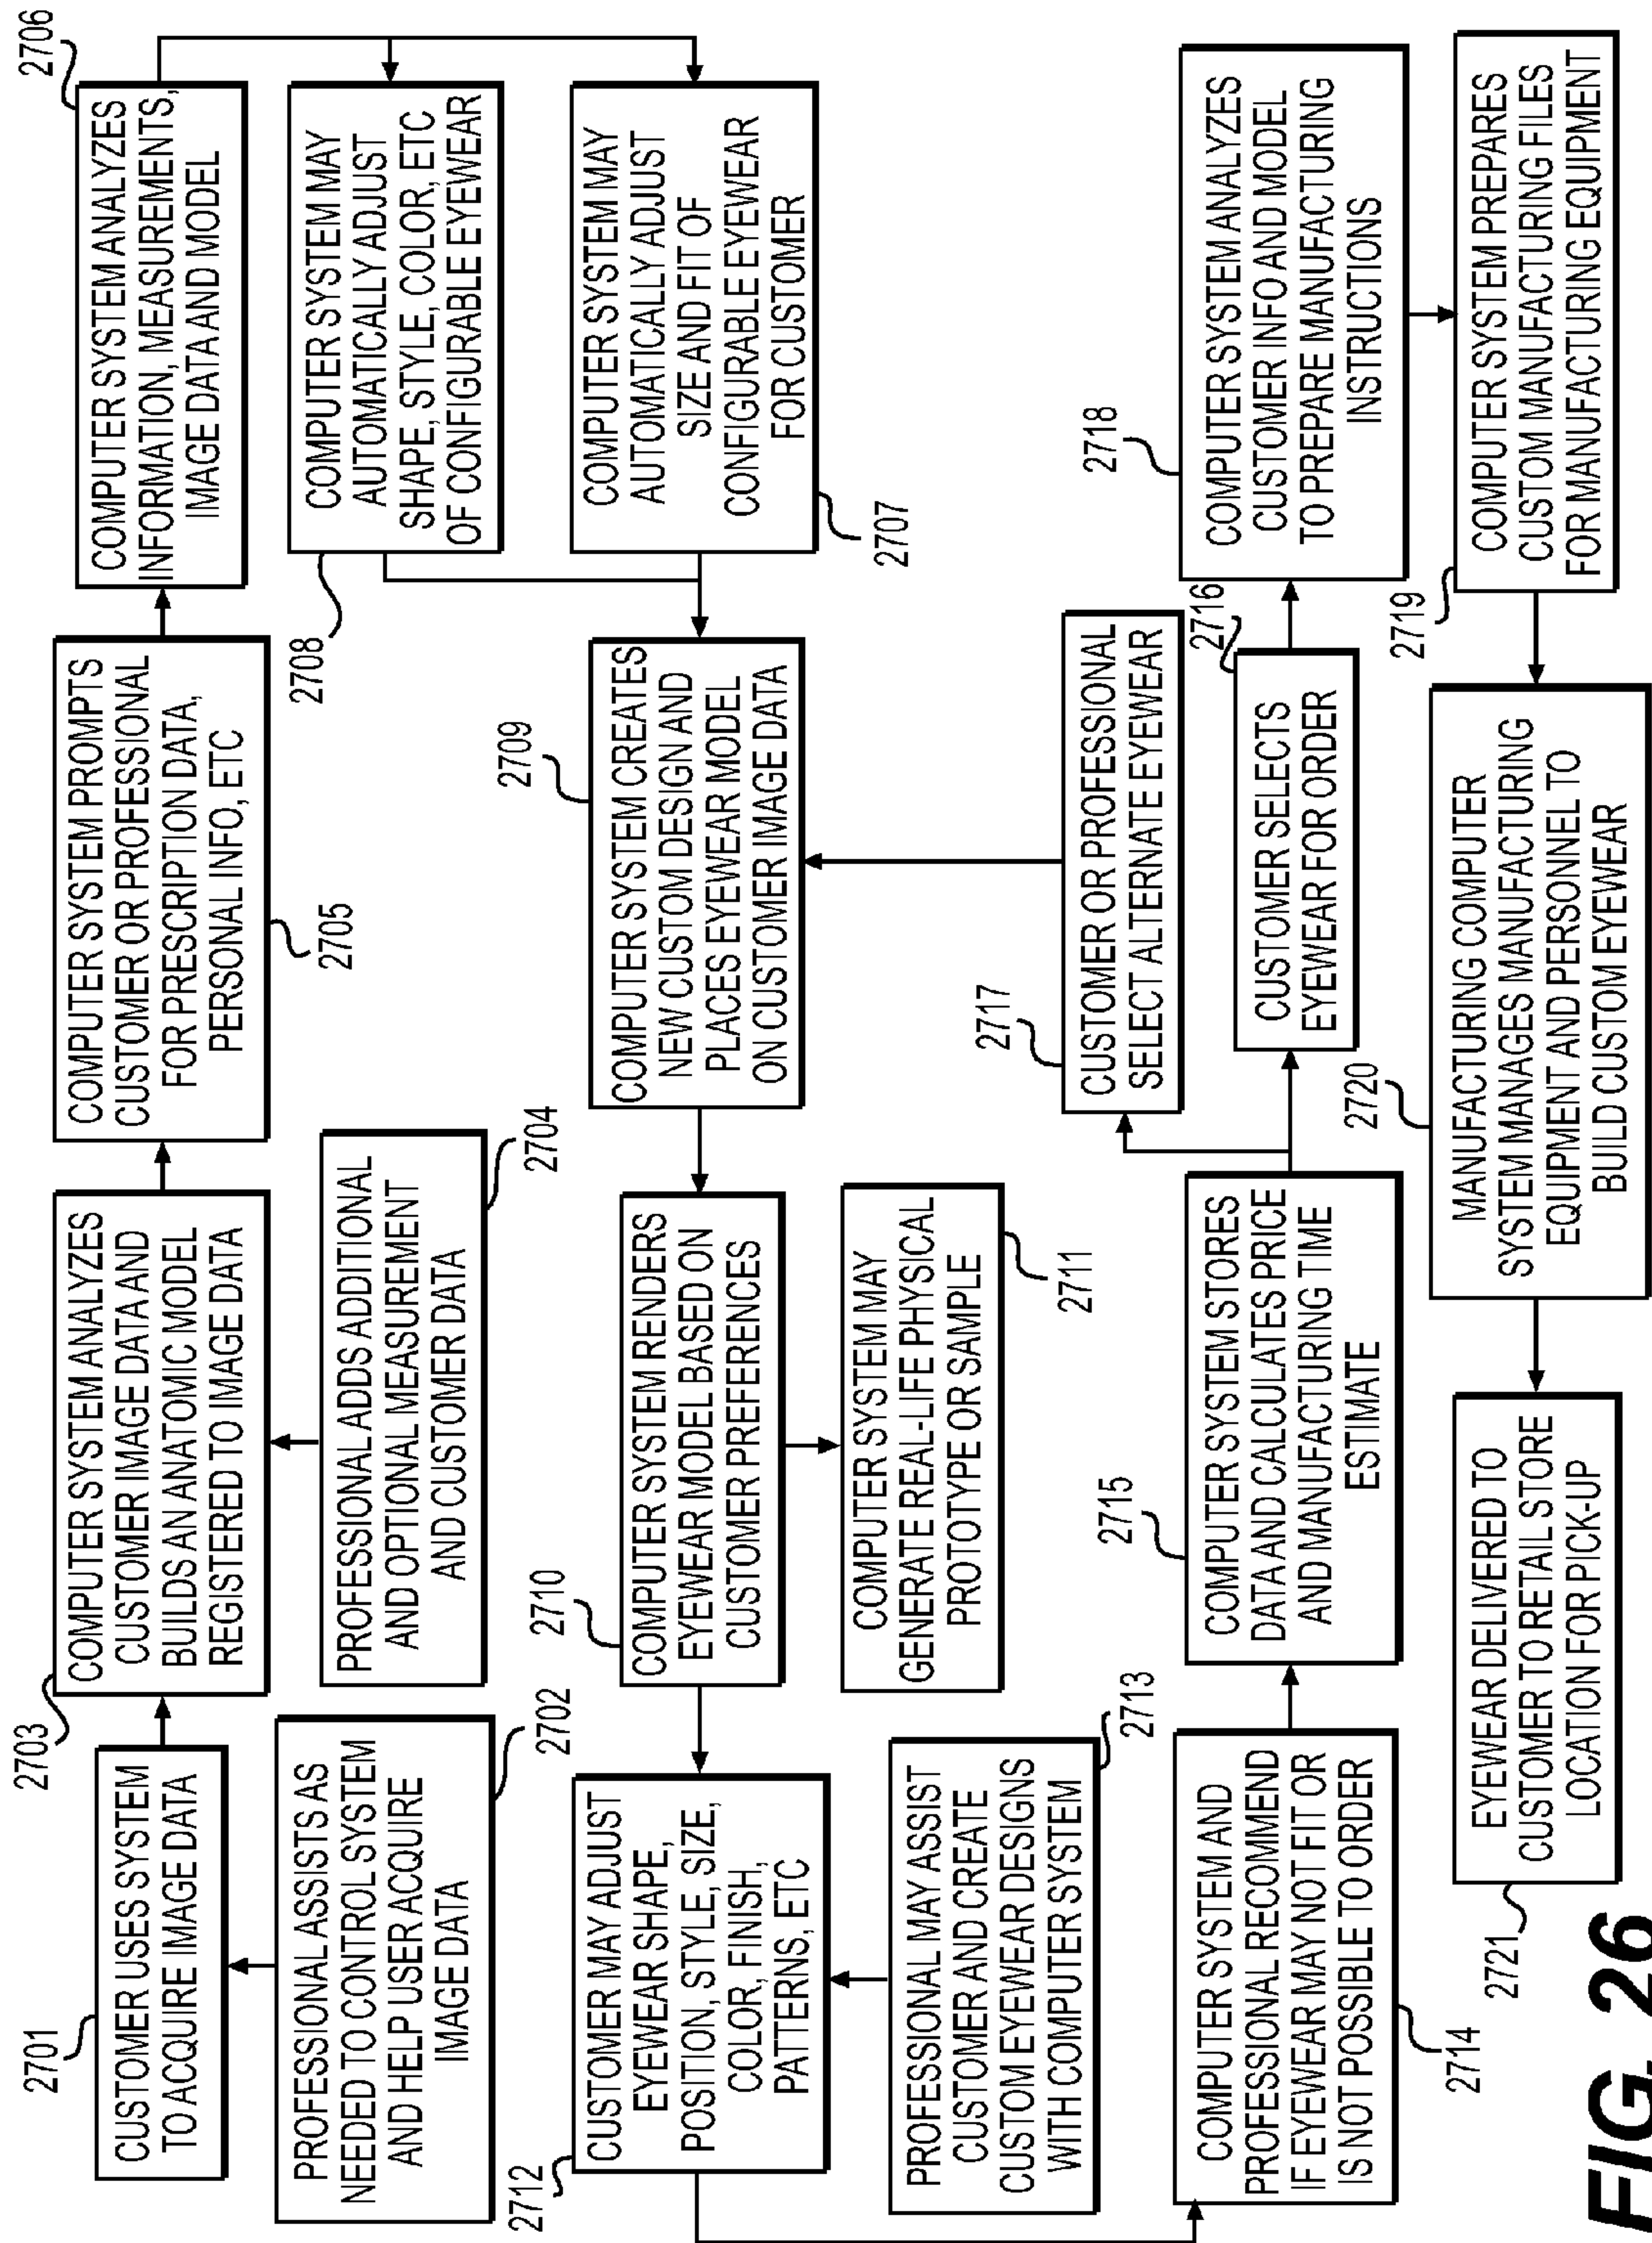 2701
CUSTOMER USES SYSTEM
TO ACQUIRE IMAGE DATA
2702
PROFESSIONAL ASSISTS AS
NEEDED TO CONTROL SYSTEM
AND HELP USER ACQUIRE
IMAGE DATA
2703
COMPUTER SYSTEM ANALYZES
CUSTOMER IMAGE DATA AND
BUILDS AN ANATOMIC MODEL
REGISTERED TO IMAGE DATA
2704
PROFESSIONAL ADDS ADDITIONAL
AND OPTIONAL MEASUREMENT
AND CUSTOMER DATA
COMPUTER SYSTEM PROMPTS
CUSTOMER OR PROFESSIONAL
FOR PRESCRIPTION DATA,
PERSONAL INFO, ETC
2705
2706
COMPUTER SYSTEM ANALYZES
INFORMATION, MEASUREMENTS,
IMAGE DATA AND MODEL
COMPUTER SYSTEM MAY
AUTOMATICALLY ADJUST
SHAPE, STYLE, COLOR, ETC
OF CONFIGURABLE EYEWEAR
2708
COMPUTER SYSTEM MAY
AUTOMATICALLY ADJUST
SIZE AND FIT OF
CONFIGURABLE EYEWEAR
FOR CUSTOMER
2707
2709
COMPUTER SYSTEM CREATES
NEW CUSTOM DESIGN AND
PLACES EYEWEAR MODEL
ON CUSTOMER IMAGE DATA
2710
COMPUTER SYSTEM RENDERS
EYEWEAR MODEL BASED ON
CUSTOMER PREFERENCES
COMPUTER SYSTEM MAY
GENERATE REAL-LIFE PHYSICAL
PROTOTYPE OR SAMPLE
2711
2712
CUSTOMER MAY ADJUST
EYEWEAR SHAPE,
POSITION, STYLE, SIZE,
COLOR, FINISH,
PATTERNS, ETC
2713
PROFESSIONAL MAY ASSIST
CUSTOMER AND CREATE
CUSTOM EYEWEAR DESIGNS
WITH COMPUTER SYSTEM
COMPUTER SYSTEM AND
PROFESSIONAL RECOMMEND
IF EYEWEAR MAY NOT FIT OR
IS NOT POSSIBLE TO ORDER
2714
2715
COMPUTER SYSTEM STORES
DATA AND CALCULATES PRICE
AND MANUFACTURING TIME
ESTIMATE
2717
CUSTOMER OR PROFESSIONAL
SELECT ALTERNATE EYEWEAR
2716
CUSTOMER SELECTS
EYEWEAR FOR ORDER
2718
COMPUTER SYSTEM ANALYZES
CUSTOMER INFO AND MODEL
TO PREPARE MANUFACTURING
INSTRUCTIONS
2719
COMPUTER SYSTEM PREPARES
CUSTOM MANUFACTURING FILES
FOR MANUFACTURING EQUIPMENT
2720
MANUFACTURING COMPUTER
SYSTEM MANAGES MANUFACTURING
EQUIPMENT AND PERSONNEL TO
BUILD CUSTOM EYEWEAR
EYEWEAR DELIVERED TO
CUSTOMER TO RETAIL STORE
LOCATION FOR PICK-UP
2721
FIG. 26